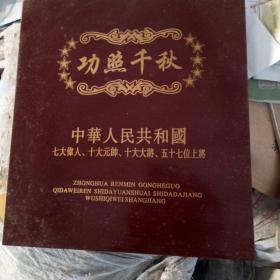 功照千秋
中華人民共和國
七大偉人、十大元帥、十大大將、五十七位上將
ZHONGHUA RENMIN GONGHEGUO
QIDAWEIREN SHIDAYUANSHUAI SHIDADAJIANG
WUSHIQIWEI SHANGJIANG